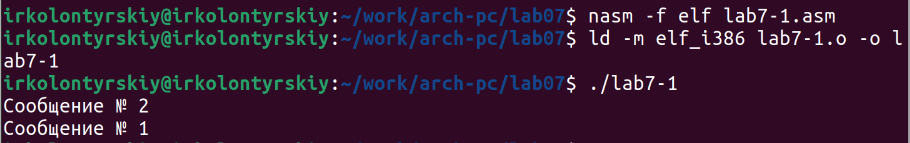 irkolontyrskiy@irkolontyrskiy:~/work/arch-pc/lab07$ nasm -f elf lab7-1.asm
irkolontyrskiy@irkolontyrskiy:~/work/arch-pc/lab07$ ld -m elf_i386 lab7-1.o -o l
ab7-1
irkolontyrskiy@irkolontyrskiy:~/work/arch-pc/lab07$ ./lab7-1
Сообщение № 2
Сообщение № 1